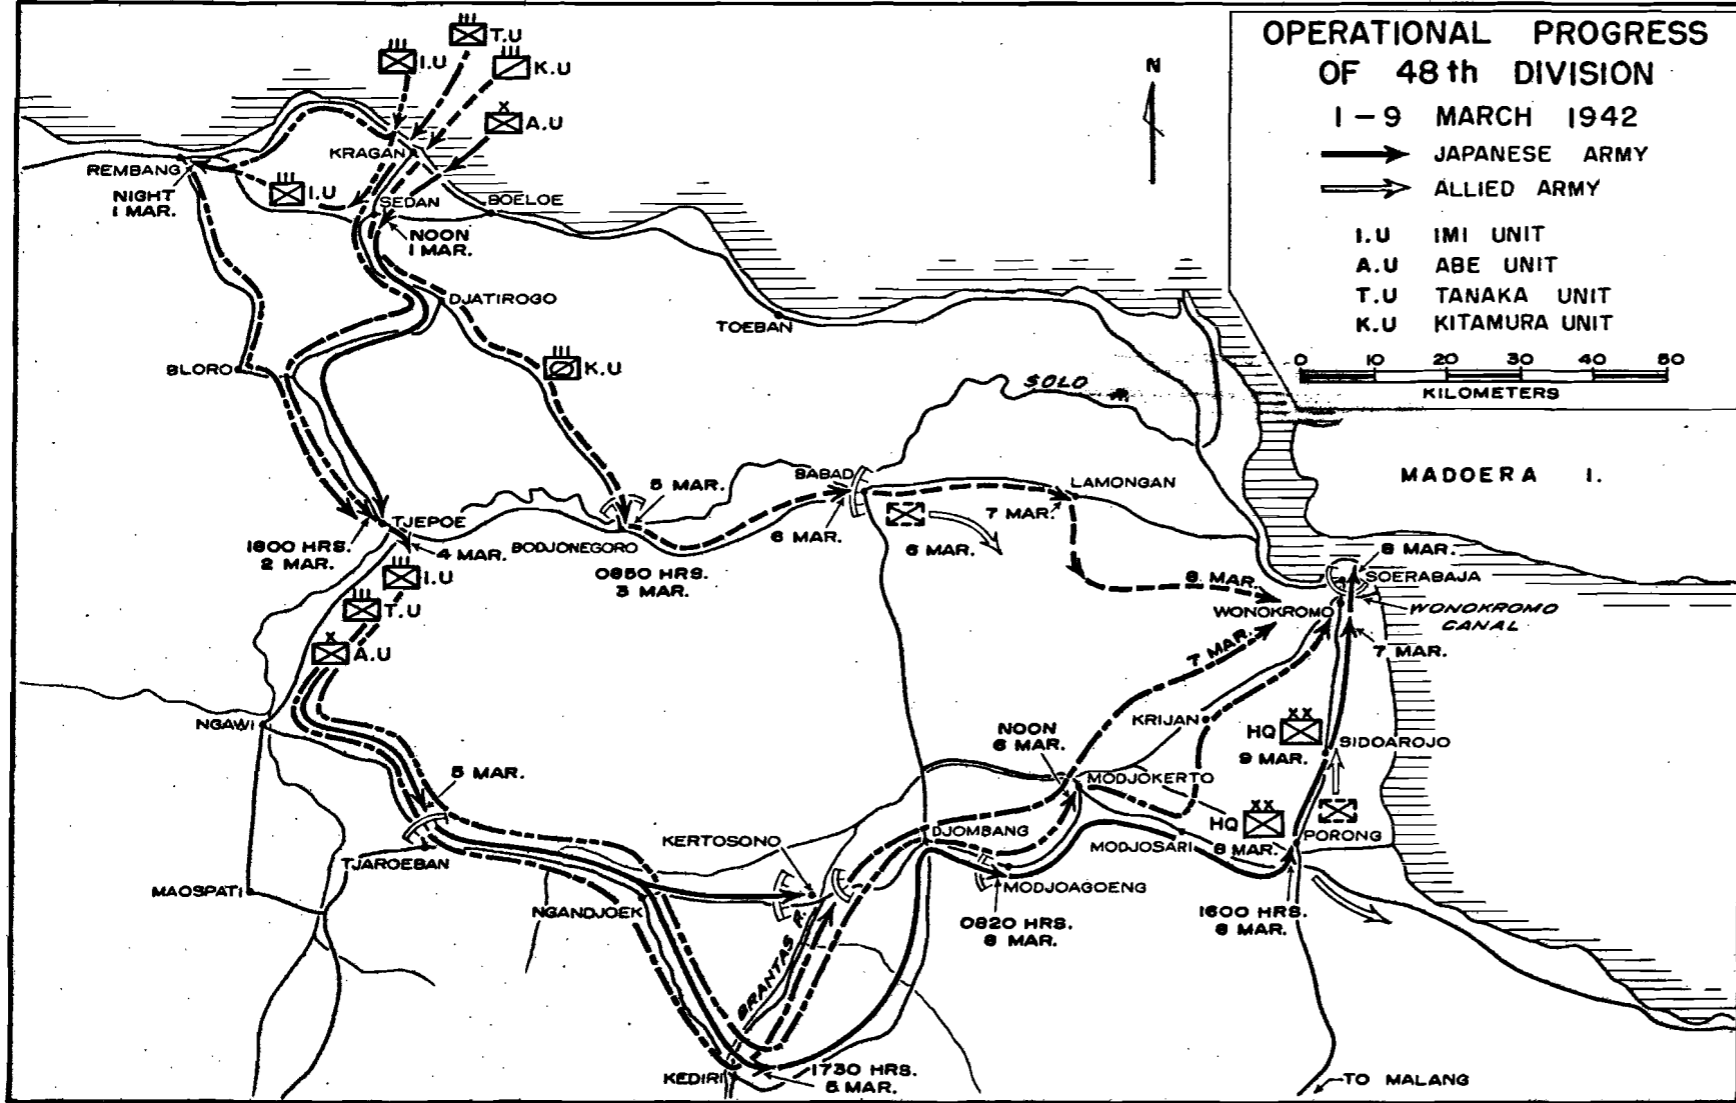 OPERATIONAL PROGRESS
OF 48th DIVISION
1 – 9 MARCH 1942
JAPANESE ARMY
ALLIED ARMY
I.U IMI UNIT
A.U ABE UNIT
T.U TANAKA UNIT
K.U KITAMURA UNIT
0 10 20 30 40 50
KILOMETERS
N
T.U
I.U
K.U
A.U
KRAGAN
REMBANG
NIGHT
1 MAR.
I.U
SEDAN
BOELOE
NOON
1 MAR.
DJATIROGO
TOEBAN
BLORO
K.U
SOLO R.
MADOERA I.
BABAD
LAMONGAN
5 MAR.
6 MAR.
6 MAR.
7 MAR.
TJEPOE
1600 HRS.
2 MAR.
4 MAR.
BODJONEGORO
0650 HRS.
3 MAR.
I.U
T.U
A.U
8 MAR.
8 MAR.
SOERABAJA
WONOKROMO
WONOKROMO
CANAL
7 MAR.
7 MAR.
NGAWI
KRIJAN
HQ
XX
SIDOAROJO
9 MAR.
NOON
6 MAR.
MODJOKERTO
5 MAR.
XX
HQ
PORONG
8 MAR.
KERTOSONO
DJOMBANG
MODJOSARI
TJAROEBAN
MAOSPATI
NGANDJOEK
MODJOAGOENG
0820 HRS.
6 MAR.
1600 HRS.
6 MAR.
BRANTAS R.
KEDIRI
1730 HRS.
5 MAR.
TO MALANG